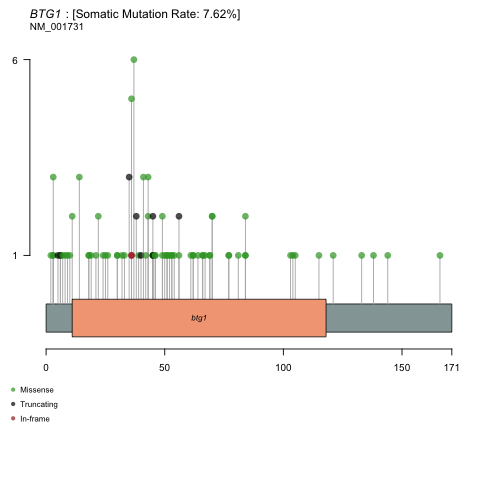 BTG1 : [Somatic Mutation Rate: 7.62%]
NM_001731
6
1
btg1
0 50 100 150 171
Missense
Truncating
In-frame